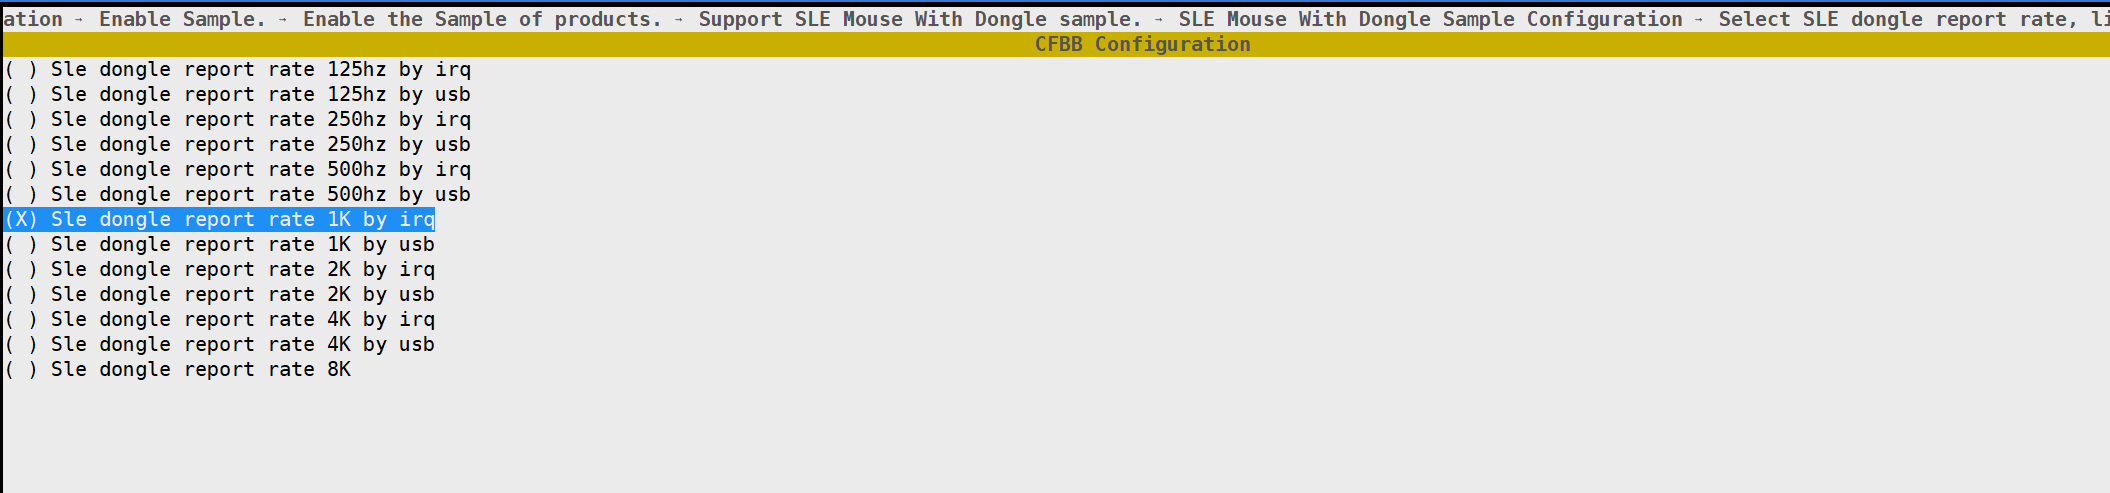 ation → Enable Sample. → Enable the Sample of products. → Support SLE Mouse With Dongle sample. → SLE Mouse With Dongle Sample Configuration → Select SLE dongle report rate, li
CFBB Configuration
( ) Sle dongle report rate 125hz by irq
( ) Sle dongle report rate 125hz by usb
( ) Sle dongle report rate 250hz by irq
( ) Sle dongle report rate 250hz by usb
( ) Sle dongle report rate 500hz by irq
( ) Sle dongle report rate 500hz by usb
(X) Sle dongle report rate 1K by irq
( ) Sle dongle report rate 1K by usb
( ) Sle dongle report rate 2K by irq
( ) Sle dongle report rate 2K by usb
( ) Sle dongle report rate 4K by irq
( ) Sle dongle report rate 4K by usb
( ) Sle dongle report rate 8K